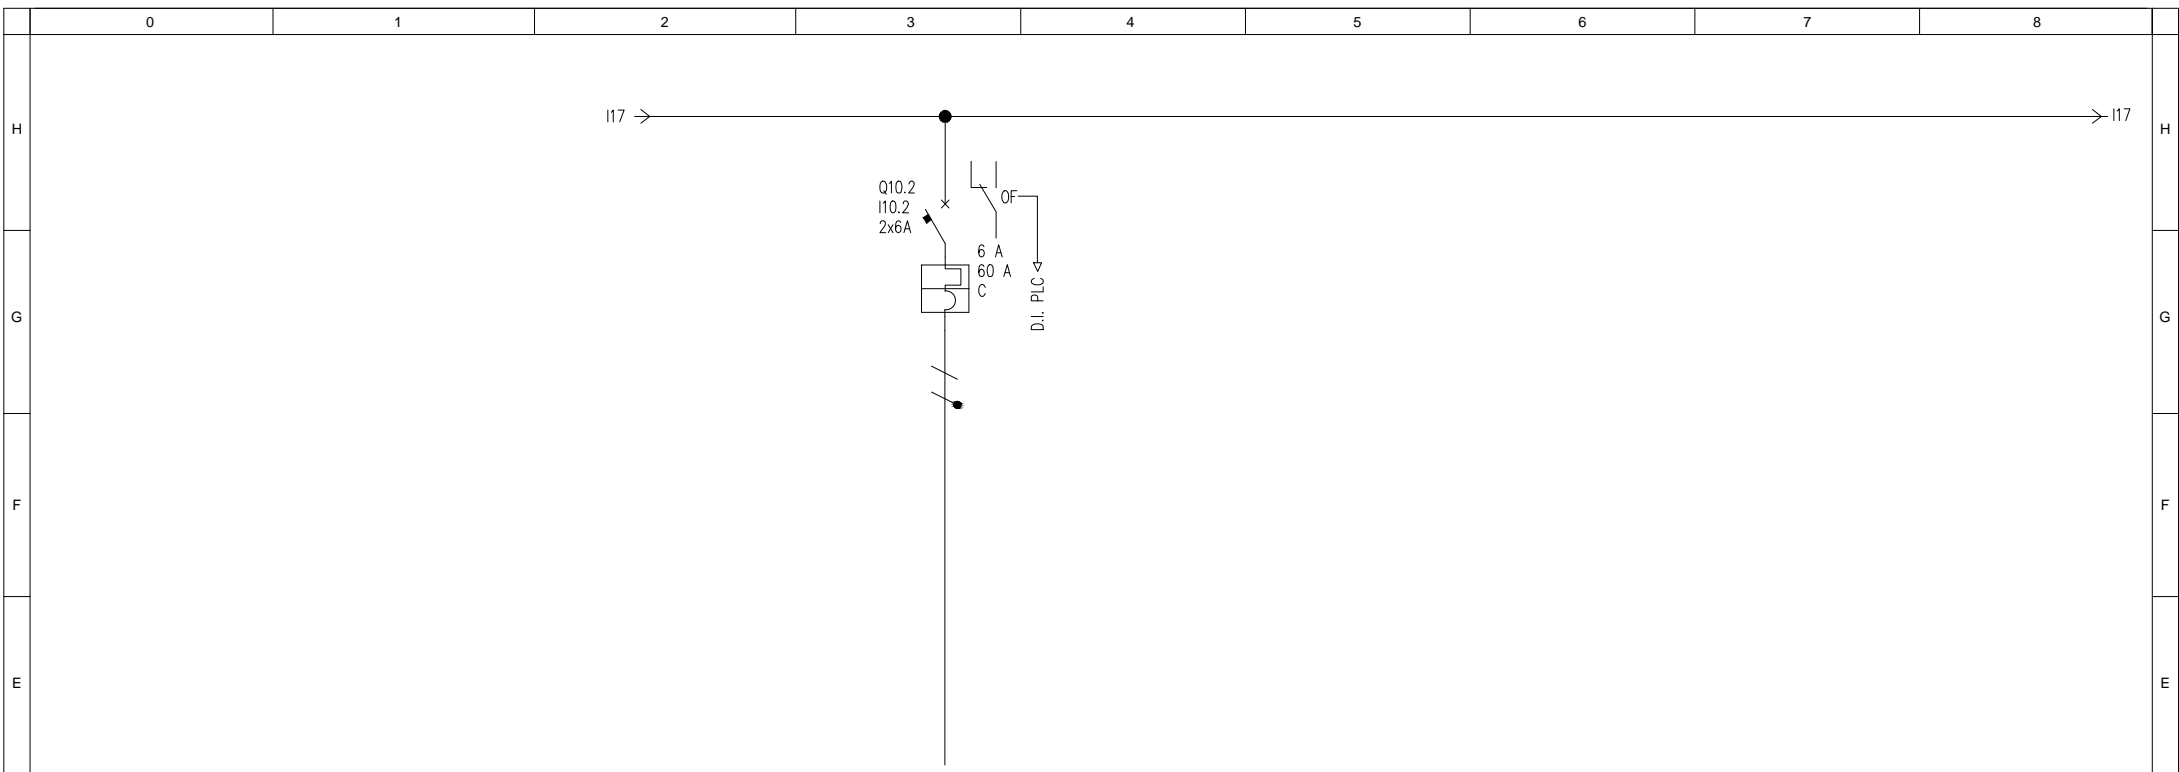 0 1 2 3 4 5 6 7 8
H I17 I17 H
Q10.2
I10.2
2x6A
OF
6 A
60 A
C
D.I. PLC
G G
F F
E E